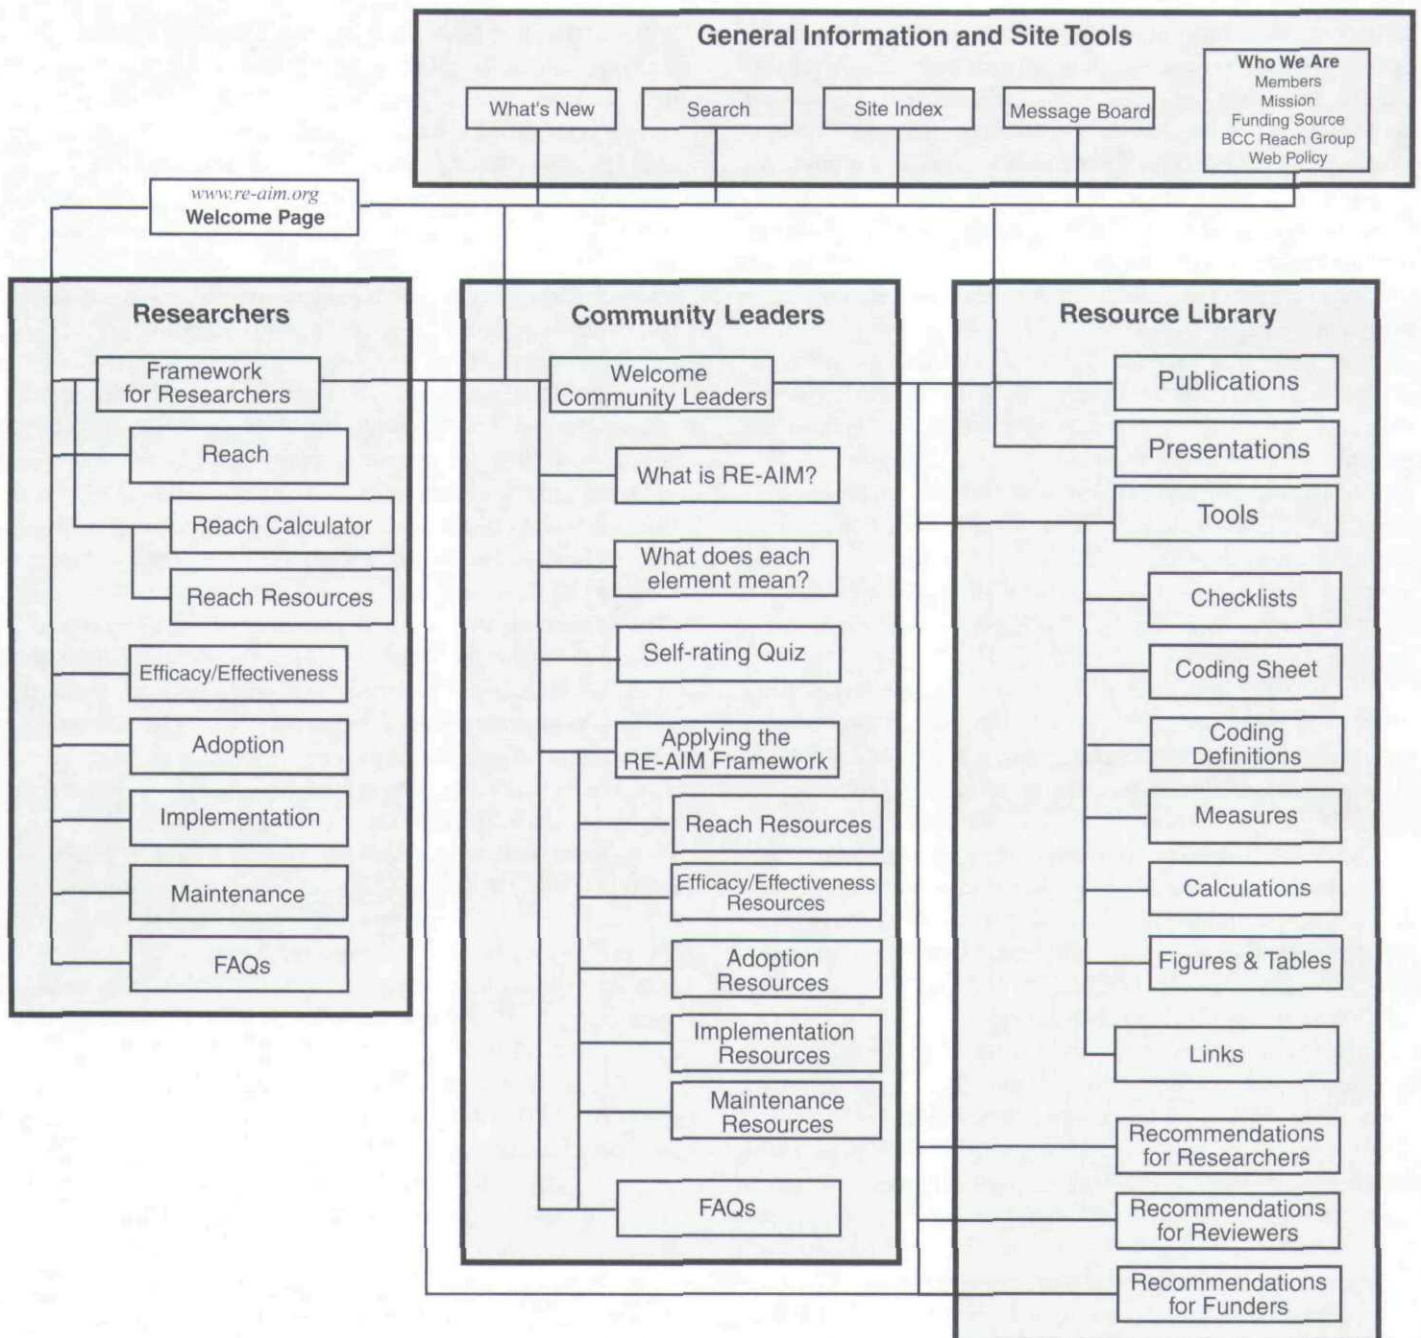 General Information and Site Tools
What's New
Search
Site Index
Message Board
Who We Are
Members
Mission
Funding Source
BCC Reach Group
Web Policy
www.re-aim.org
Welcome Page
Researchers
Framework
for Researchers
Reach
Reach Calculator
Reach Resources
Efficacy/Effectiveness
Adoption
Implementation
Maintenance
FAQs
Community Leaders
Welcome
Community Leaders
What is RE-AIM?
What does each
element mean?
Self-rating Quiz
Applying the
RE-AIM Framework
Reach Resources
Efficacy/Effectiveness
Resources
Adoption
Resources
Implementation
Resources
Maintenance
Resources
FAQs
Resource Library
Publications
Presentations
Tools
Checklists
Coding Sheet
Coding
Definitions
Measures
Calculations
Figures & Tables
Links
Recommendations
for Researchers
Recommendations
for Reviewers
Recommendations
for Funders